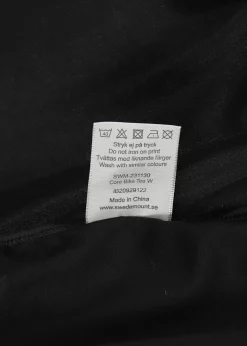 Stryk ej på tryck
Do not iron on print
Tvättas med liknande färger
Wash with similar colours
SWM-231130
Core Bike Tee W
Made in China
www.swedemount.se